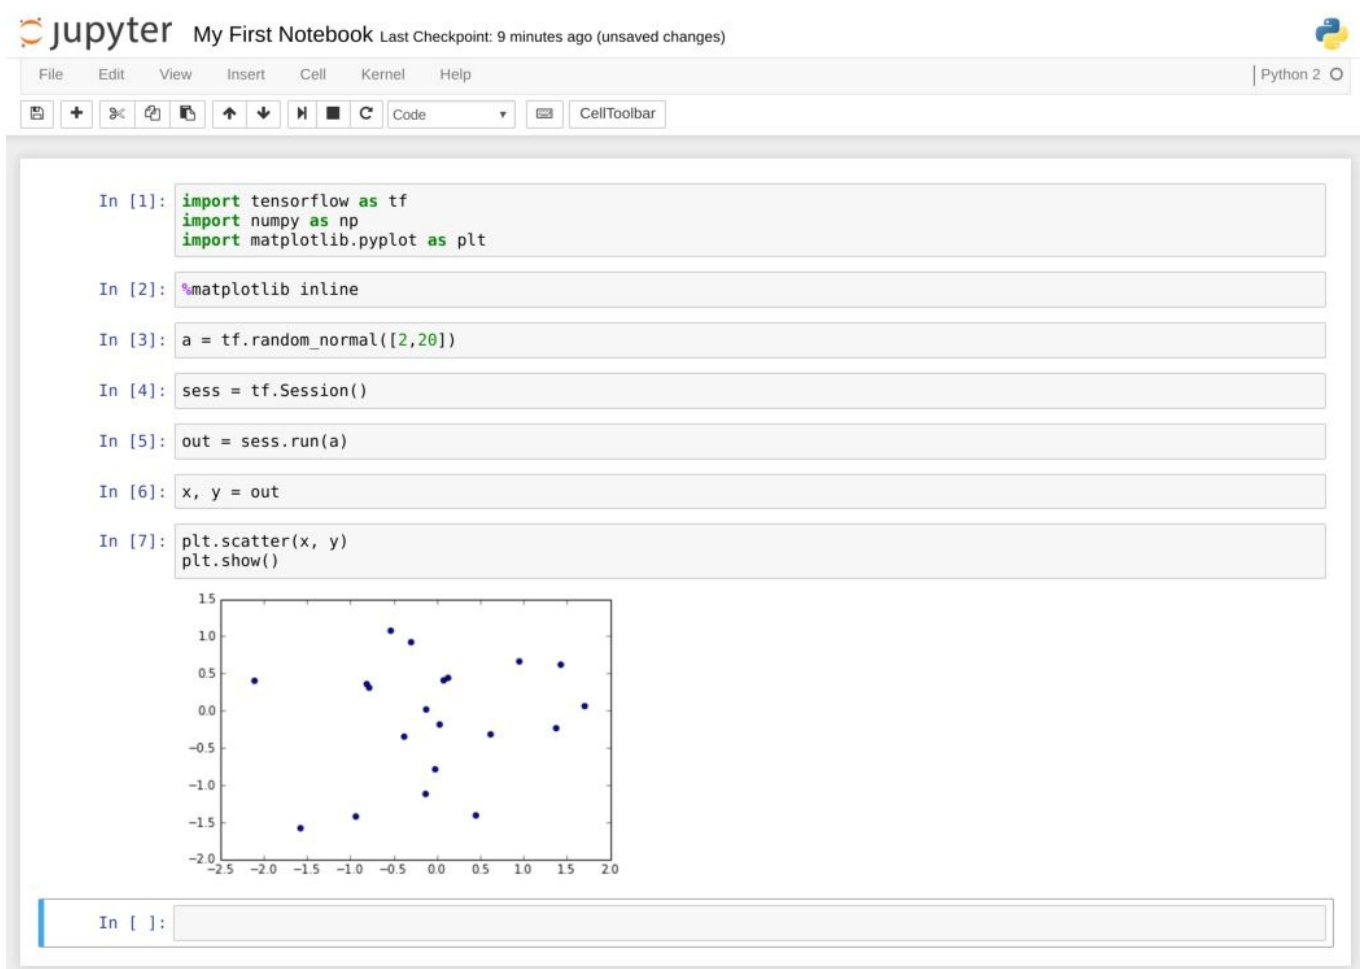 jupyter My First Notebook Last Checkpoint: 9 minutes ago (unsaved changes)
File Edit View Insert Cell Kernel Help Python 2
Code CellToolbar
In [1]: import tensorflow as tf
import numpy as np
import matplotlib.pyplot as plt
In [2]: %matplotlib inline
In [3]: a = tf.random_normal([2,20])
In [4]: sess = tf.Session()
In [5]: out = sess.run(a)
In [6]: x, y = out
In [7]: plt.scatter(x, y)
plt.show()
1.5
1.0
0.5
0.0
−0.5
−1.0
−1.5
−2.0
−2.5 −2.0 −1.5 −1.0 −0.5 0.0 0.5 1.0 1.5 2.0
In [ ]: